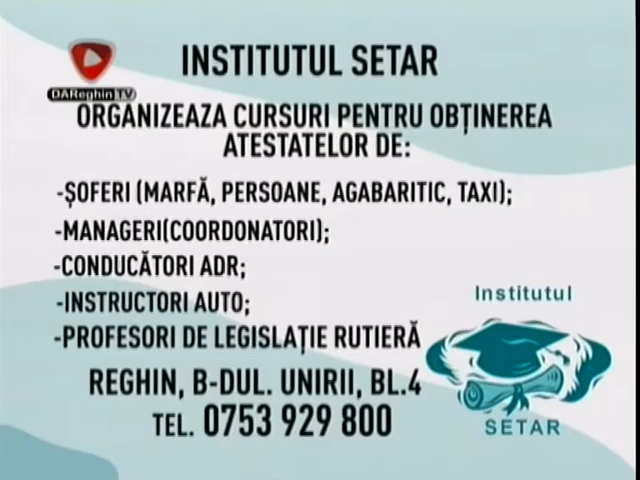 INSTITUTUL SETAR
DAReghin TV
ORGANIZEAZA CURSURI PENTRU OBȚINEREA
ATESTATELOR DE:
-ȘOFERI (MARFĂ, PERSOANE, AGABARITIC, TAXI);
-MANAGERI(COORDONATORI);
-CONDUCĂTORI ADR;
-INSTRUCTORI AUTO;
-PROFESORI DE LEGISLAȚIE RUTIERĂ
REGHIN, B-DUL. UNIRII, BL.4
TEL. 0753 929 800
Institutul
SETAR